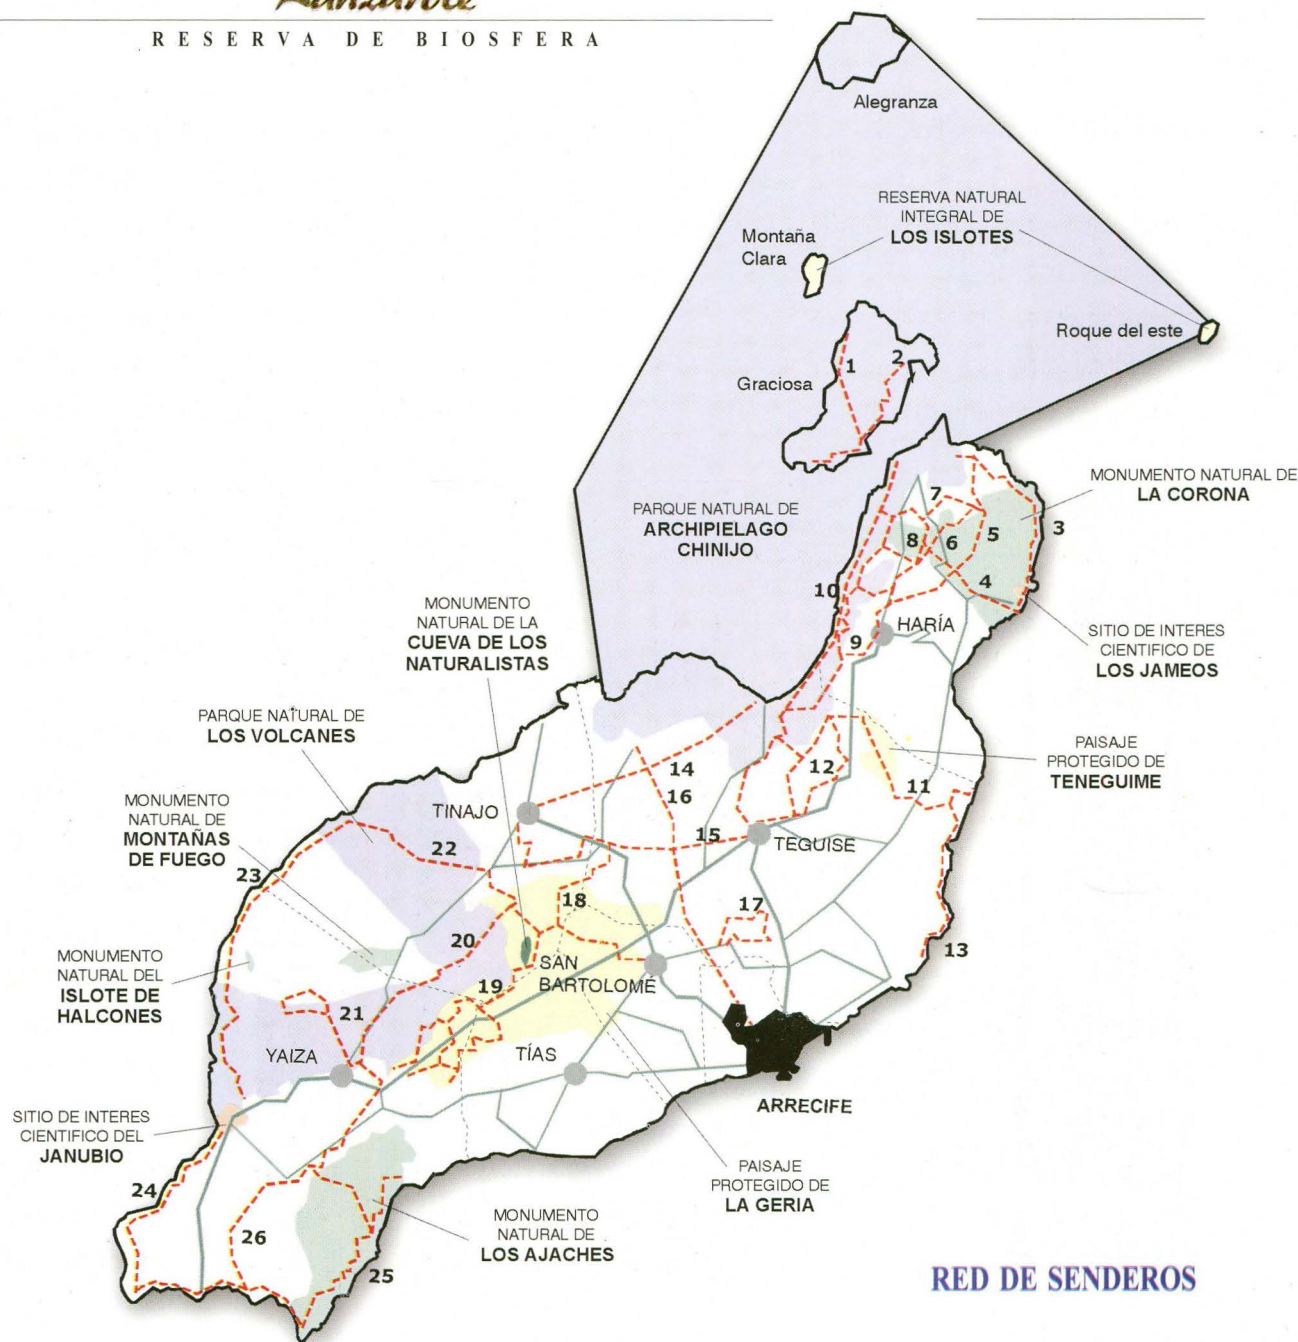 RESERVA DE BIOSFERA
Alegranza
RESERVA NATURAL
INTEGRAL DE
LOS ISLOTES
Montaña
Clara
Roque del este
Graciosa
1
2
PARQUE NATURAL DE
ARCHIPIELAGO
CHINIJO
MONUMENTO NATURAL DE
LA CORONA
3
4
5
6
7
8
9
10
HARÍA
SITIO DE INTERES
CIENTIFICO DE
LOS JAMEOS
MONUMENTO
NATURAL DE LA
CUEVA DE LOS
NATURALISTAS
PARQUE NATURAL DE
LOS VOLCANES
PAISAJE
PROTEGIDO DE
TENEGUIME
11
12
13
14
15
16
17
18
TINAJO
TEGUISE
MONUMENTO
NATURAL DE
MONTAÑAS
DE FUEGO
22
23
20
19
21
SAN
BARTOLOMÉ
MONUMENTO
NATURAL DEL
ISLOTE DE
HALCONES
YAIZA
TÍAS
ARRECIFE
SITIO DE INTERES
CIENTIFICO DEL
JANUBIO
PAISAJE
PROTEGIDO DE
LA GERIA
24
26
25
MONUMENTO
NATURAL DE
LOS AJACHES
RED DE SENDEROS